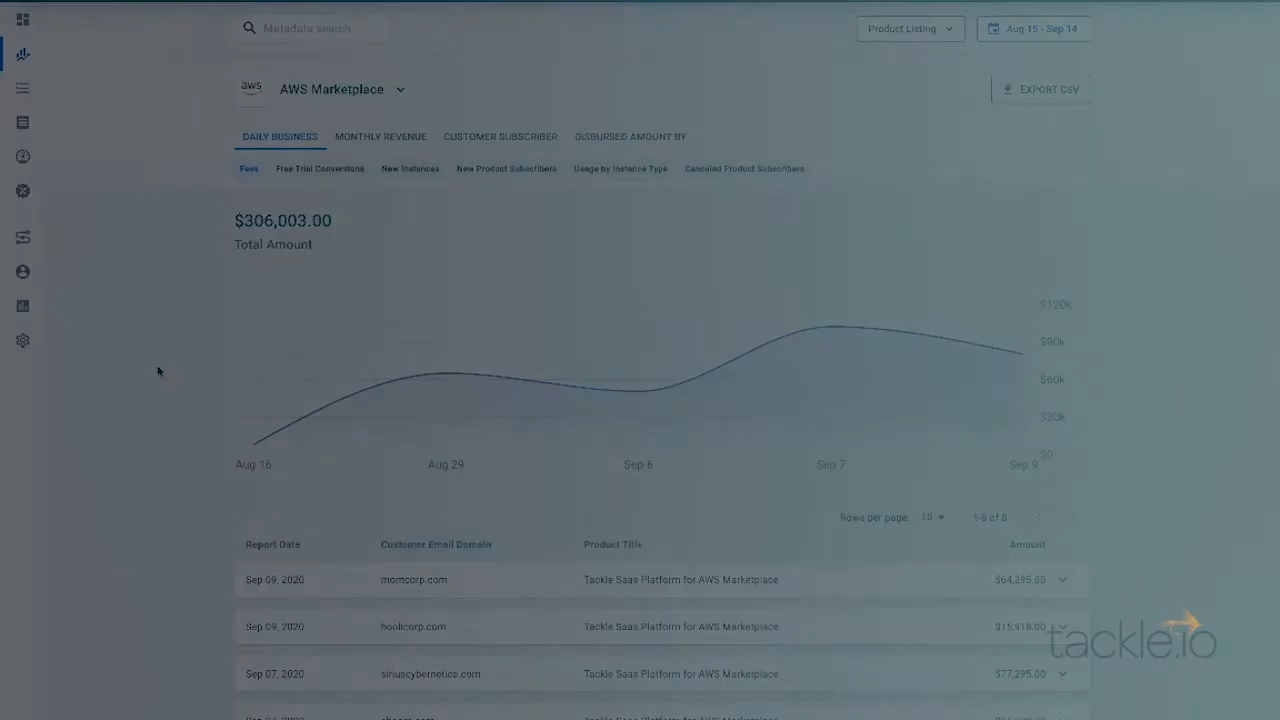 Metadata search
Product Listing
Aug 15 - Sep 14
aws
AWS Marketplace
EXPORT CSV
DAILY BUSINESS MONTHLY REVENUE CUSTOMER SUBSCRIBER DISBURSED AMOUNT BY
Fees Free Trial Conversions New Instances New Product Subscribers Usage by Instance Type Canceled Product Subscribers
$306,003.00
Total Amount
$120k
$90k
$60k
$30k
$0
Aug 16 Aug 29 Sep 6 Sep 7 Sep 9
Rows per page: 10 1-8 of 8
Report Date Customer Email Domain Product Title Amount
Sep 09, 2020 momcorp.com Tackle Saas Platform for AWS Marketplace $64,295.00
Sep 09, 2020 hoolicorp.com Tackle Saas Platform for AWS Marketplace $15,918.00
tackle.io
Sep 07, 2020 siriuscybernetics.com Tackle Saas Platform for AWS Marketplace $77,295.00